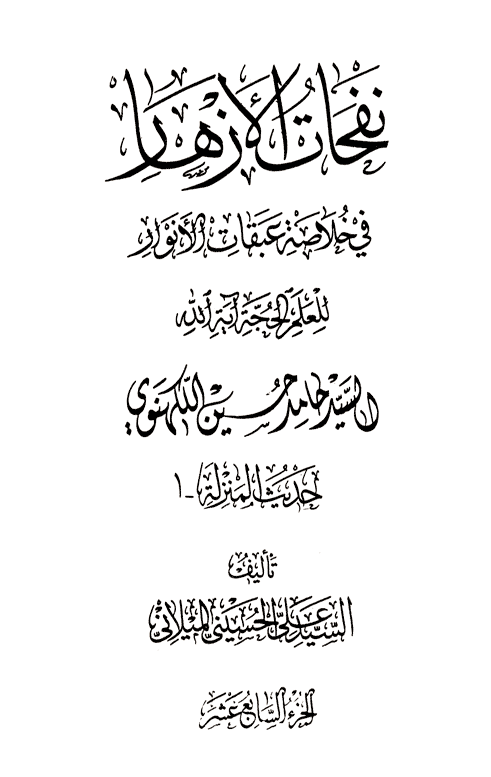 نفحات الأزهار
في خلاصة عبقات الأنوار
للعلم الحجة آية الله
السيد حامد حسين اللكهنوي
حديث المنزلة - ١
تأليف
السيد علي الحسيني الميلاني
الجزء السابع عشر